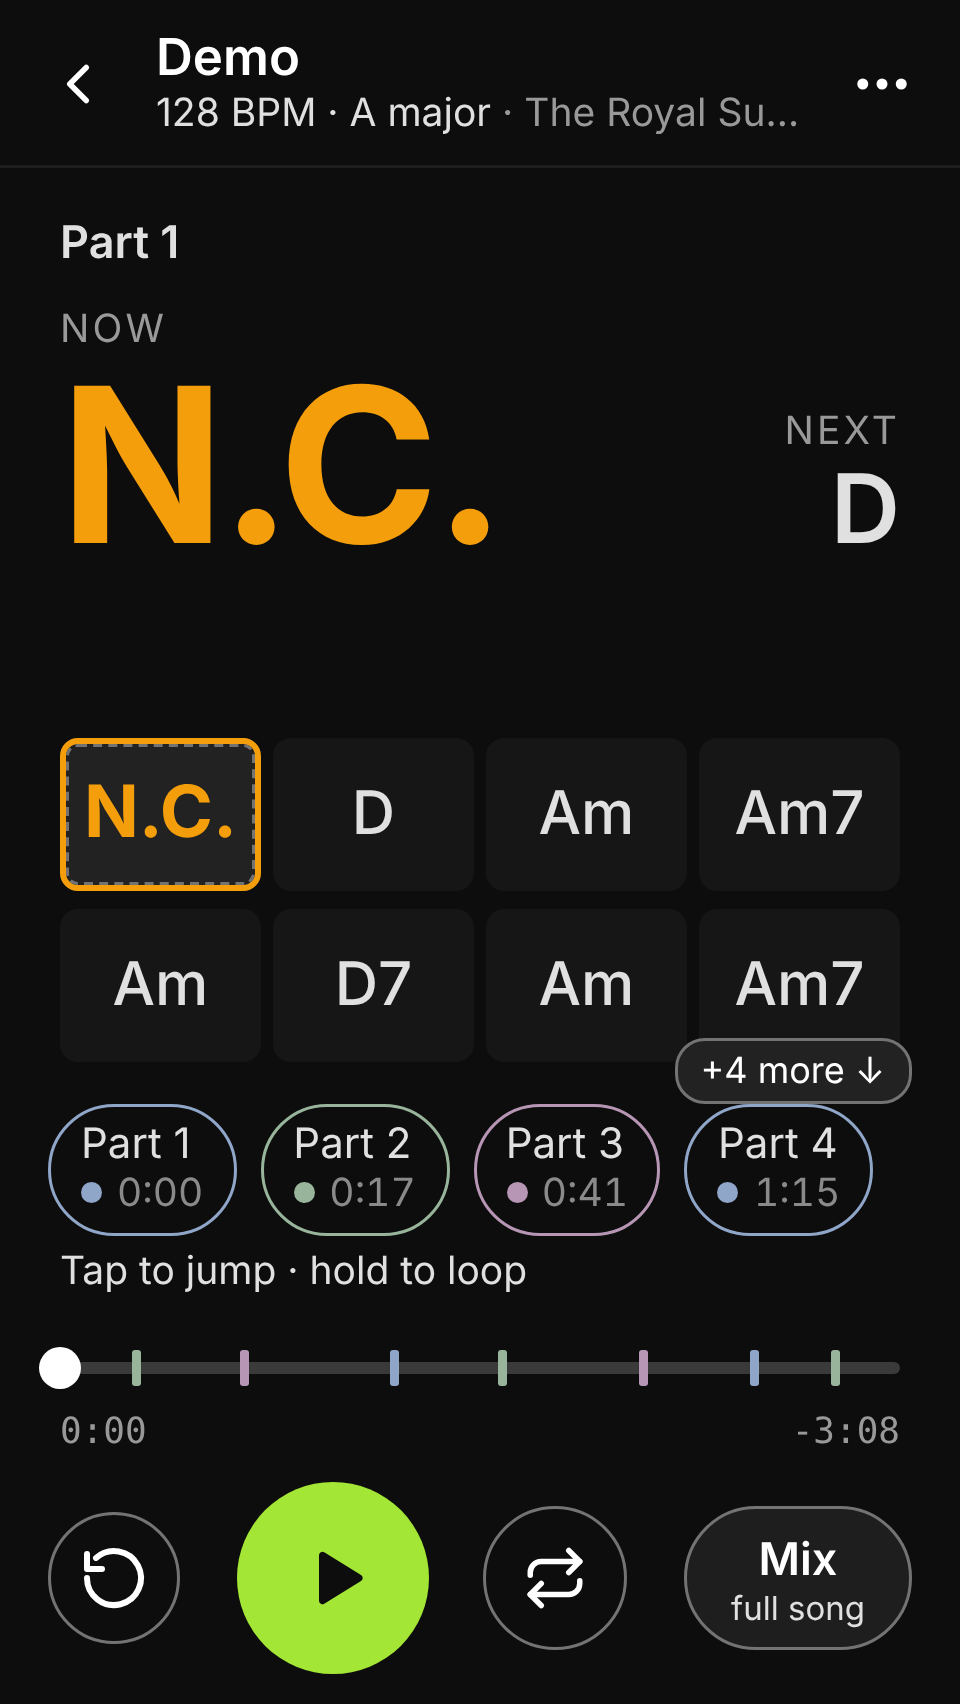 Demo
128 BPM · A major · The Royal Su...
Part 1
NOW
N.C.
NEXT
D
N.C. D Am Am7
Am D7 Am Am7
+4 more ↓
Part 1 Part 2 Part 3 Part 4
0:00 0:17 0:41 1:15
Tap to jump · hold to loop
0:00 -3:08
Mix
full song